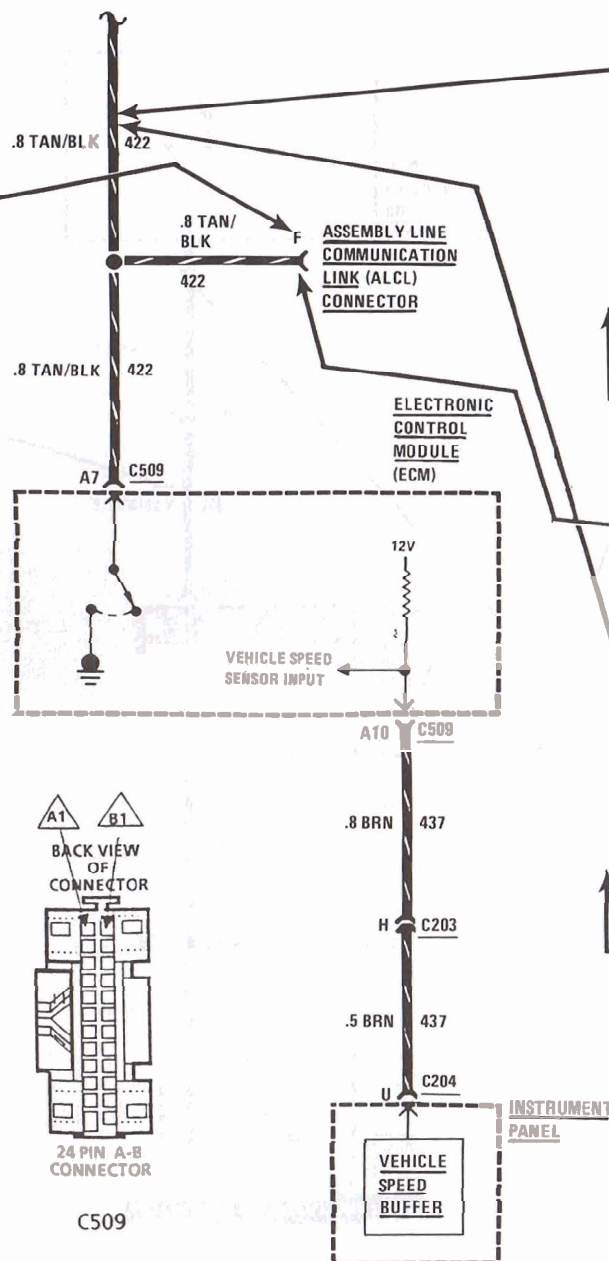 .8 TAN/BLK 422
.8 TAN/
BLK
F
422
ASSEMBLY LINE
COMMUNICATION
LINK (ALCL)
CONNECTOR
.8 TAN/BLK 422
ELECTRONIC
CONTROL
MODULE
(ECM)
A7 C509
12V
VEHICLE SPEED
SENSOR INPUT
A10 C509
A1 B1
BACK VIEW
OF
CONNECTOR
.8 BRN 437
H C203
.5 BRN 437
U C204
INSTRUMENT
PANEL
VEHICLE
SPEED
BUFFER
24 PIN A-B
CONNECTOR
C509